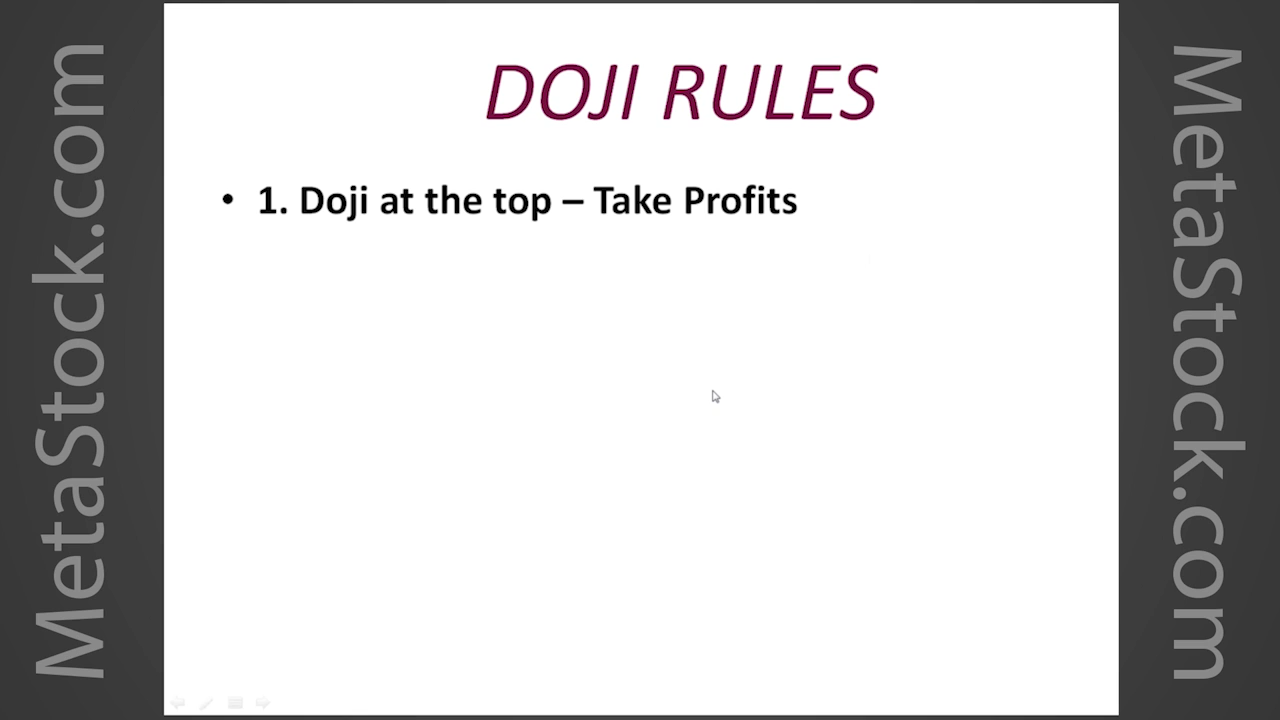 MetaStock.com
DOJI RULES
• 1. Doji at the top – Take Profits
MetaStock.com